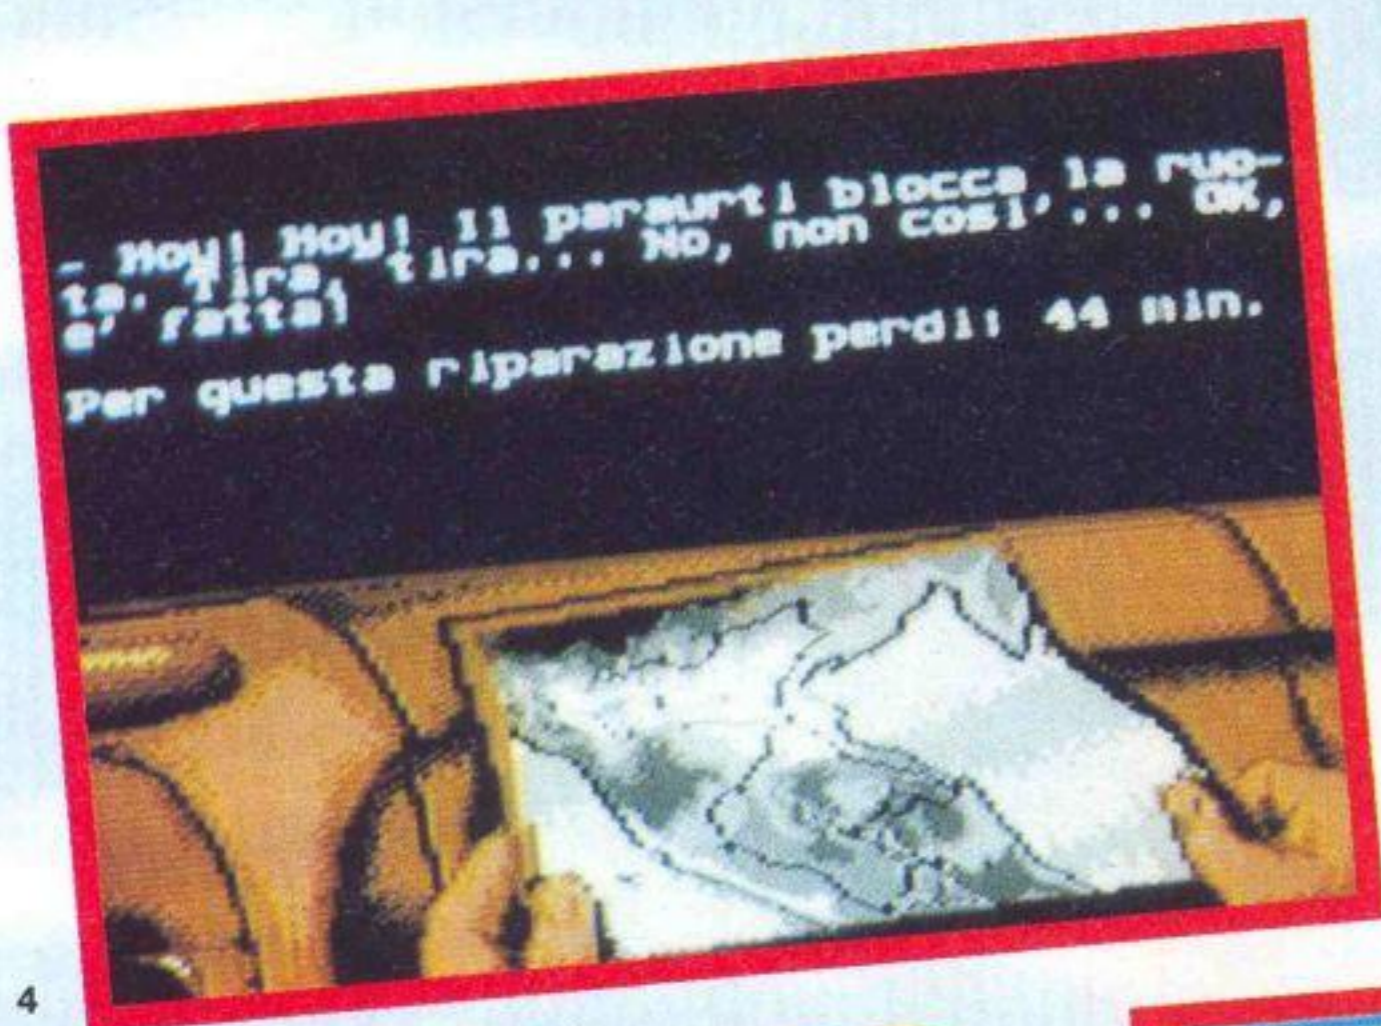 - Hoy! Hoy! Il paraurti blocca la ruo-
ta. Tira, tira... No, non cosi'... OK,
e' fatta!
Per questa riparazione perdi: 44 min.
4